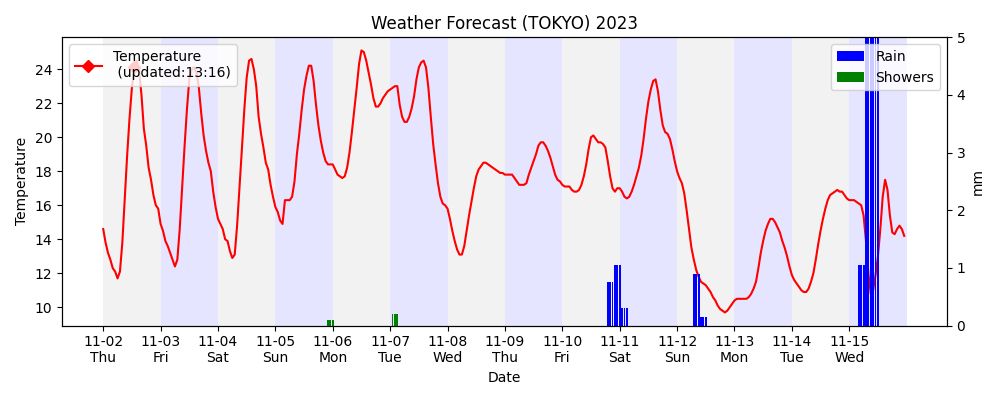 Weather Forecast (TOKYO) 2023
Temperature
(updated:13:16)
Rain
Showers
24
22
20
18
16
14
12
10
Temperature
5
4
3
2
1
0
mm
11-02 11-03 11-04 11-05 11-06 11-07 11-08 11-09 11-10 11-11 11-12 11-13 11-14 11-15
Thu Fri Sat Sun Mon Tue Wed Thu Fri Sat Sun Mon Tue Wed
Date